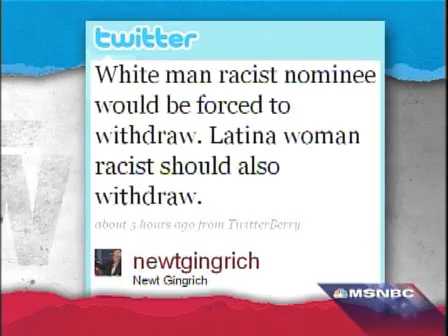 twitter
White man racist nominee
would be forced to
withdraw. Latina woman
racist should also
withdraw.
about 5 hours ago from TwitterBerry
newtgingrich
Newt Gingrich
MSNBC